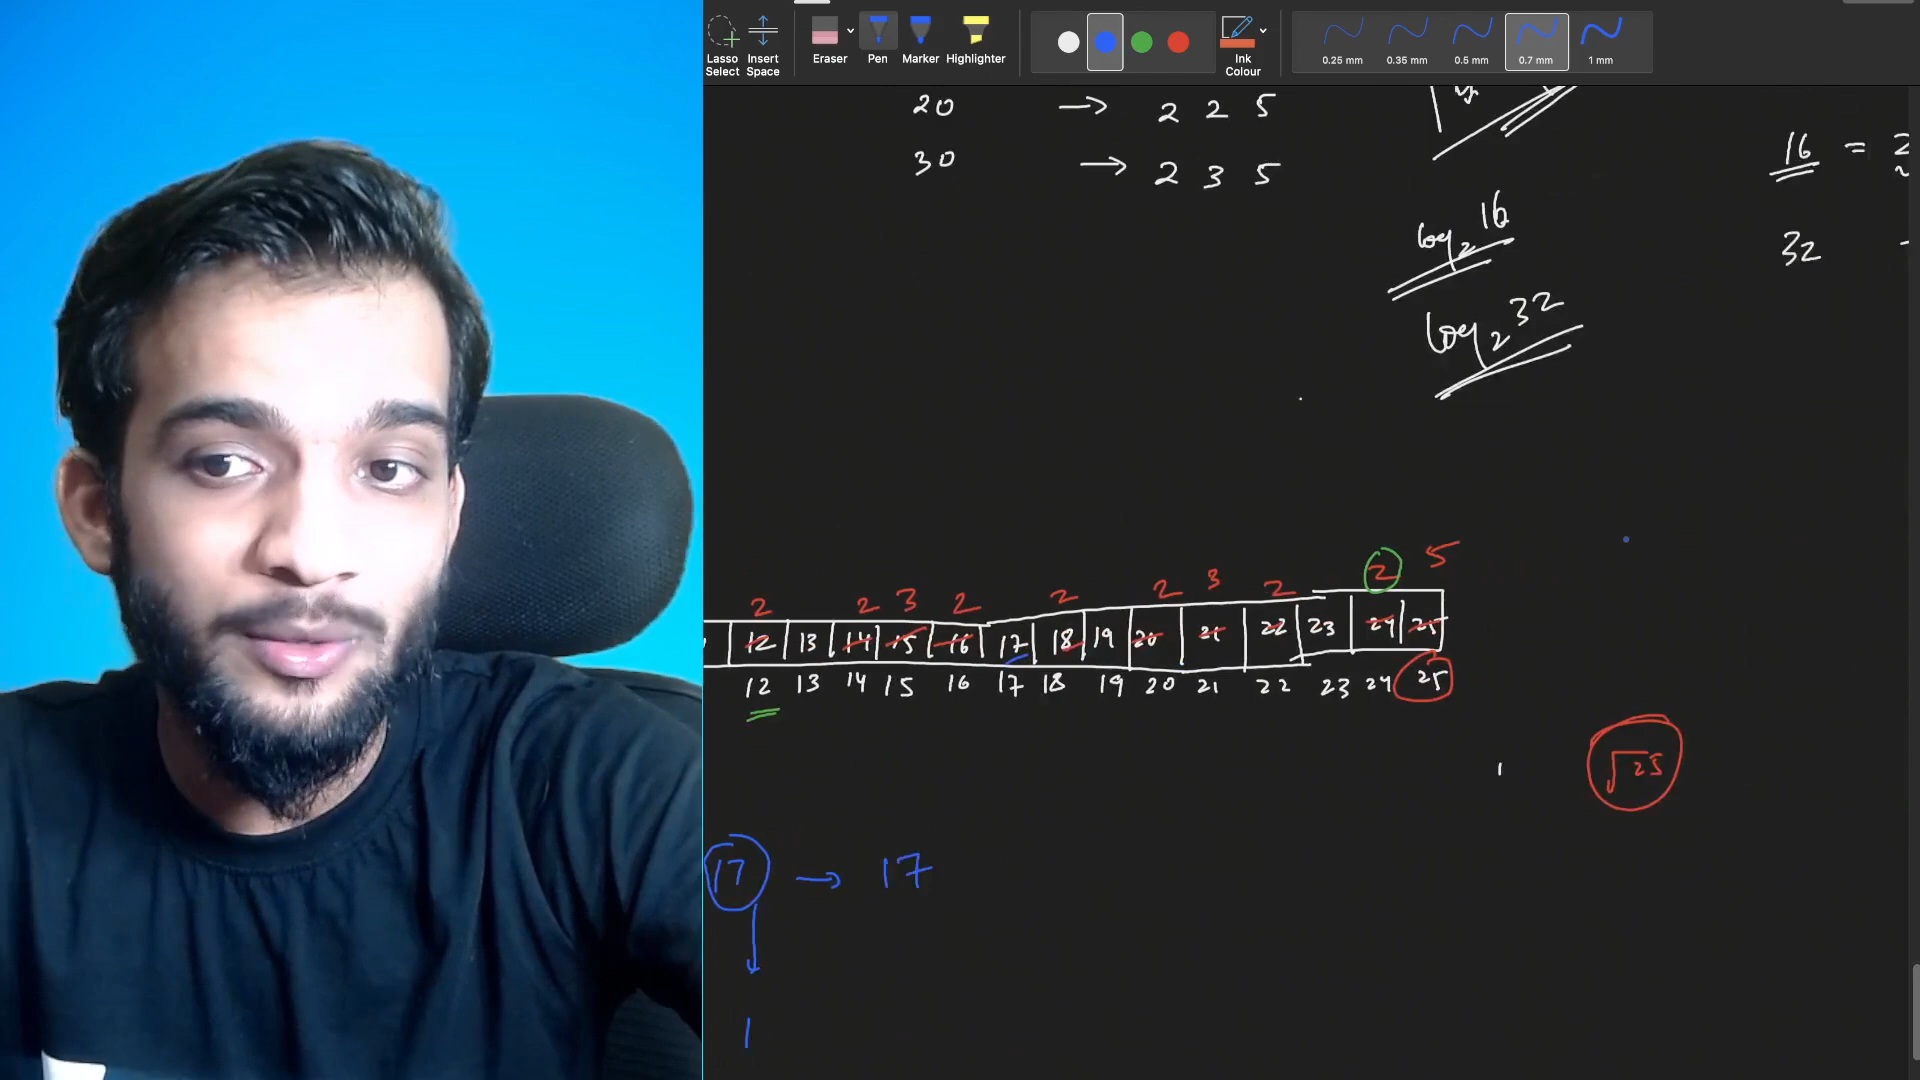 Lasso Select
Insert Space
Eraser
Pen
Marker
Highlighter
Ink Colour
0.25 mm
0.35 mm
0.5 mm
0.7 mm
1 mm
20 → 2 2 5
30 → 2 3 5
16 = 2
32
log₂16
log₂32
2 2 3 2 2 2 3 2 2 5
12 13 14 15 16 17 18 19 20 21 22 23 24 25
12 13 14 15 16 17 18 19 20 21 22 23 24 25
√25
17 → 17
1